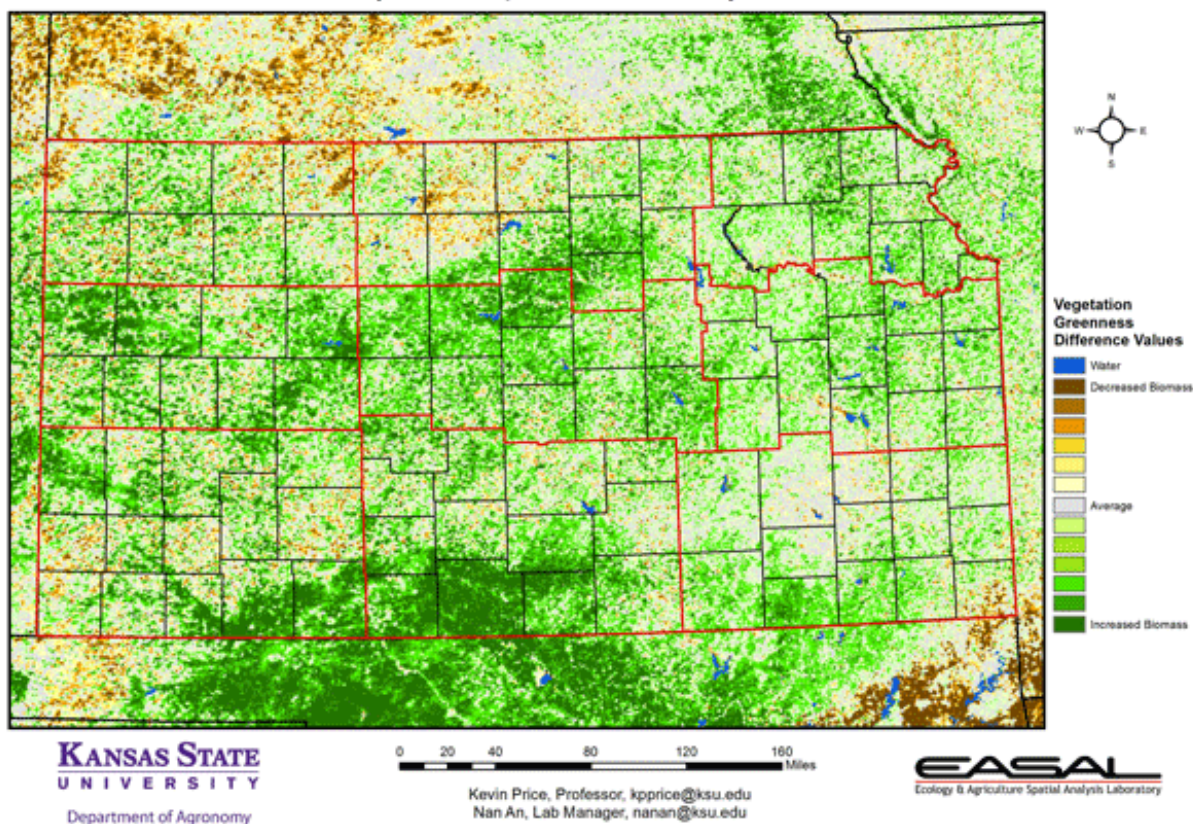 N
W
E
S
Vegetation
Greenness
Difference Values
Water
Decreased Biomass
Average
Increased Biomass
KANSAS STATE
UNIVERSITY
Department of Agronomy
0 20 40 80 120 160
Miles
Kevin Price, Professor, kpprice@ksu.edu
Nan An, Lab Manager, nanan@ksu.edu
EASAL
Ecology & Agriculture Spatial Analysis Laboratory